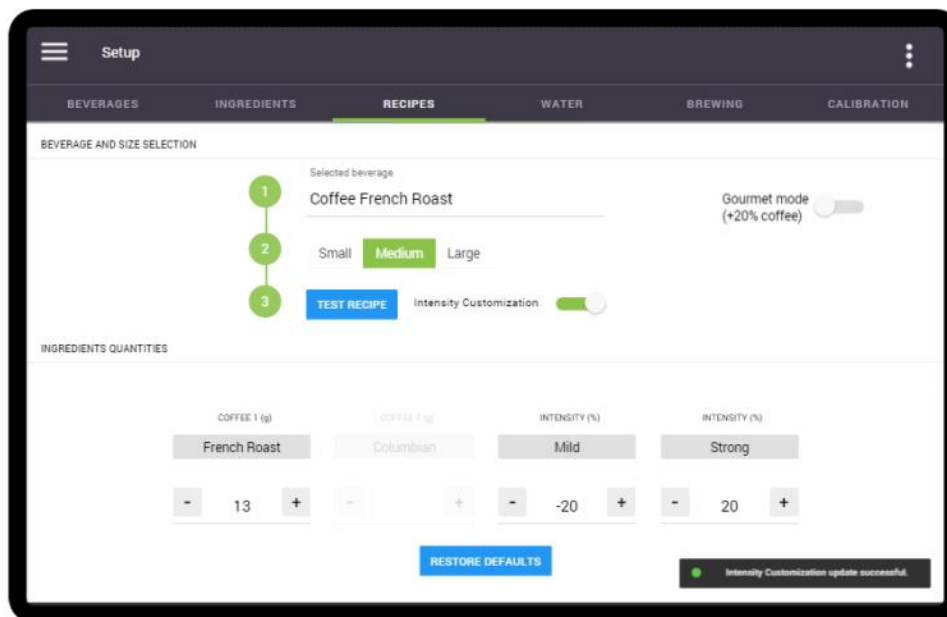 Setup
BEVERAGES INGREDIENTS RECIPES WATER BREWING CALIBRATION
BEVERAGE AND SIZE SELECTION
Selected beverage
1 Coffee French Roast
Gourmet mode
(+20% coffee)
2 Small Medium Large
3 TEST RECIPE Intensity Customization
INGREDIENTS QUANTITIES
COFFEE 1 (g) COFFEE 2 (g) INTENSITY (%) INTENSITY (%)
French Roast Columbian Mild Strong
- 13 + - + - -20 + - 20 +
RESTORE DEFAULTS
Intensity Customization update successful.